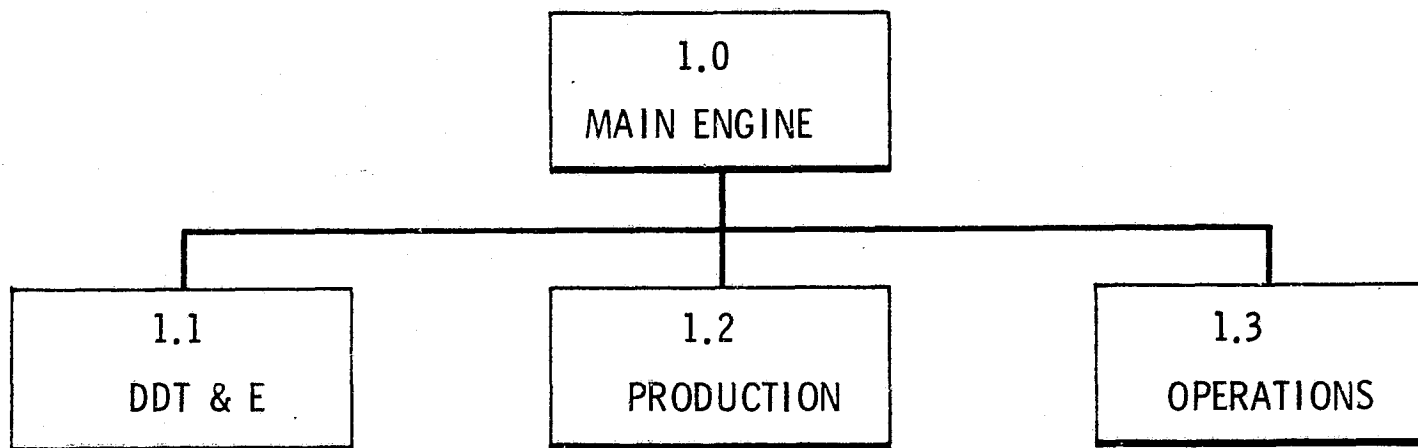 1.0
MAIN ENGINE
1.1
DDT & E
1.2
PRODUCTION
1.3
OPERATIONS